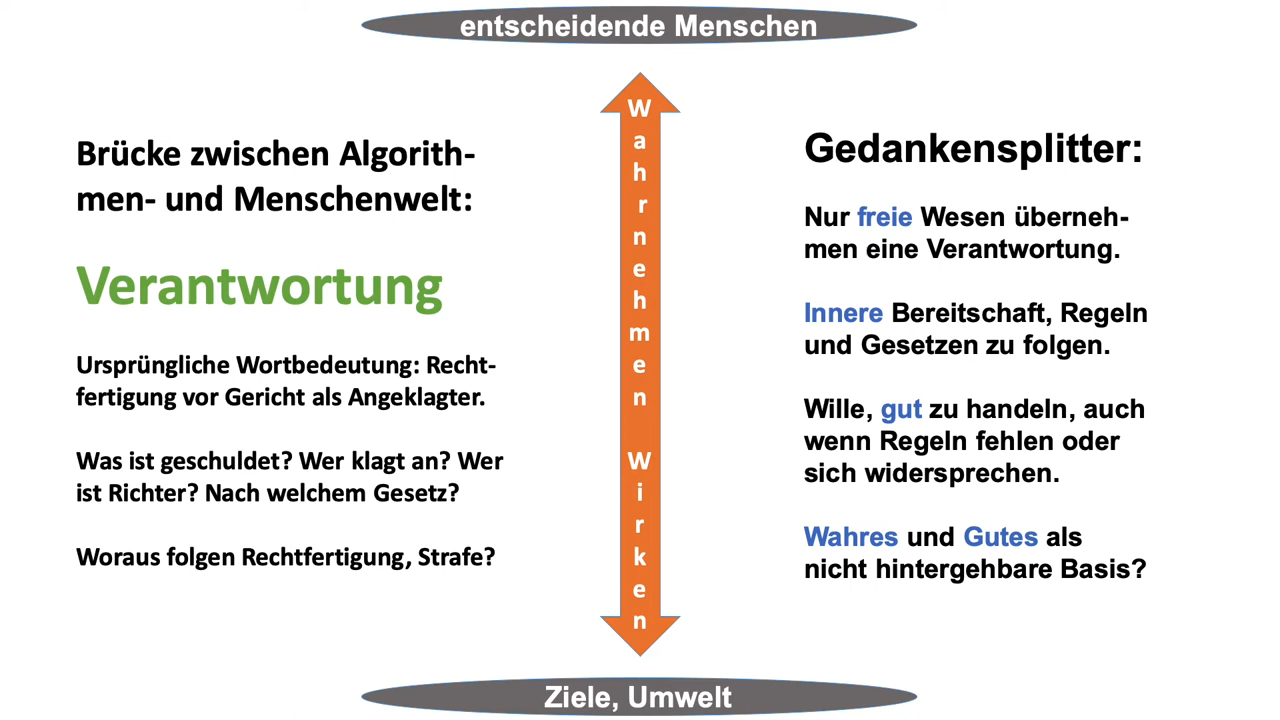 entscheidende Menschen
Brücke zwischen Algorith-
men- und Menschenwelt:
Verantwortung
Ursprüngliche Wortbedeutung: Recht-
fertigung vor Gericht als Angeklagter.
Was ist geschuldet? Wer klagt an? Wer
ist Richter? Nach welchem Gesetz?
Woraus folgen Rechtfertigung, Strafe?
Wahrnehmen Wirken
Gedankensplitter:
Nur freie Wesen überneh-
men eine Verantwortung.
Innere Bereitschaft, Regeln
und Gesetzen zu folgen.
Wille, gut zu handeln, auch
wenn Regeln fehlen oder
sich widersprechen.
Wahres und Gutes als
nicht hintergehbare Basis?
Ziele, Umwelt